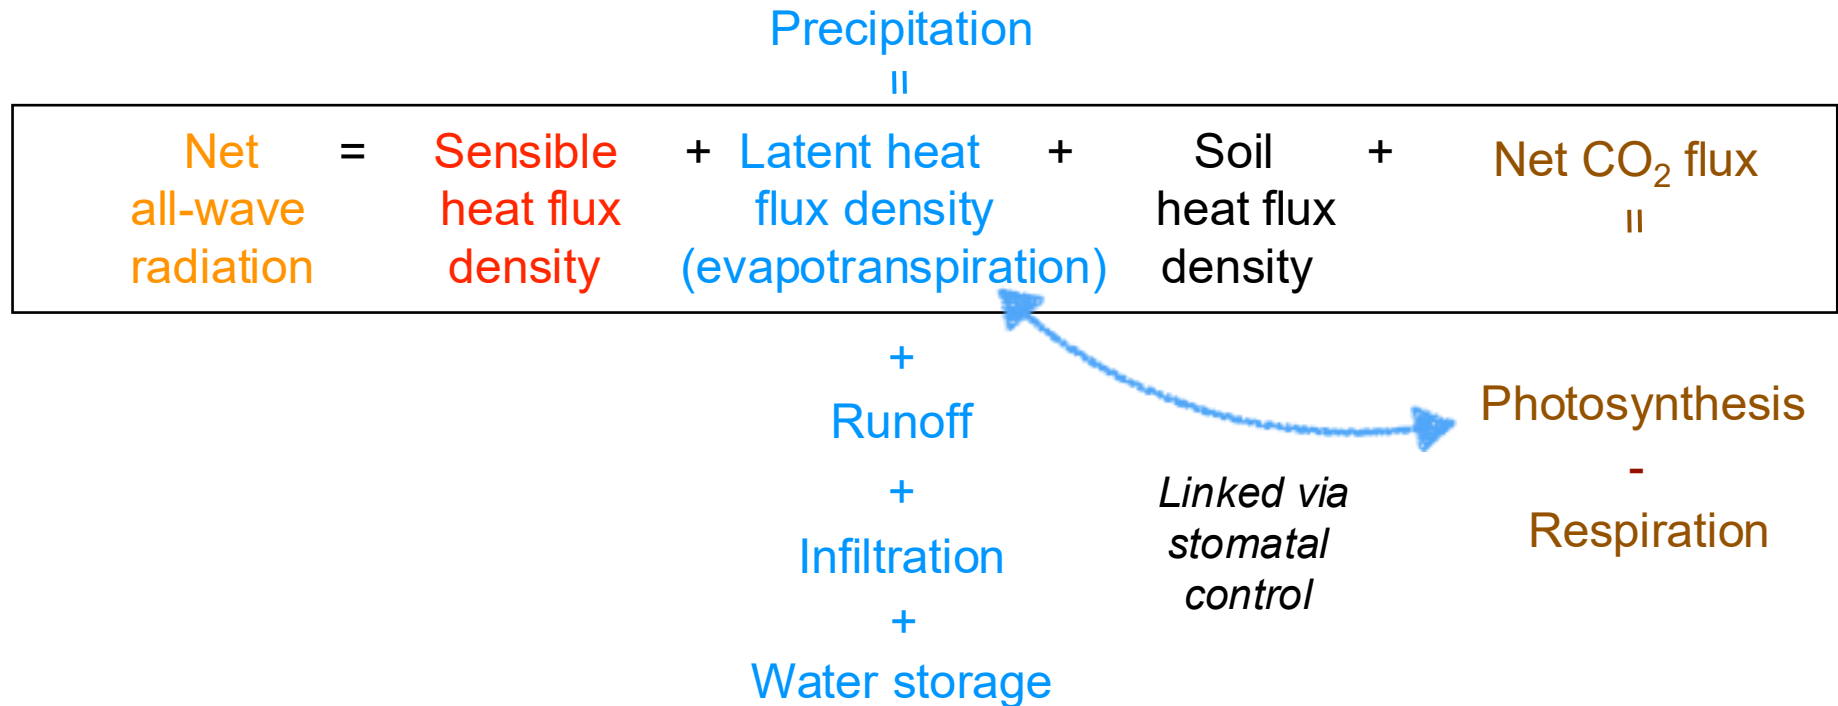 Precipitation
=
Net = Sensible + Latent heat + Soil + Net CO₂ flux
all-wave heat flux flux density heat flux =
radiation density (evapotranspiration) density
+
Runoff
+
Infiltration
+
Water storage
Photosynthesis
-
Respiration
Linked via
stomatal
control